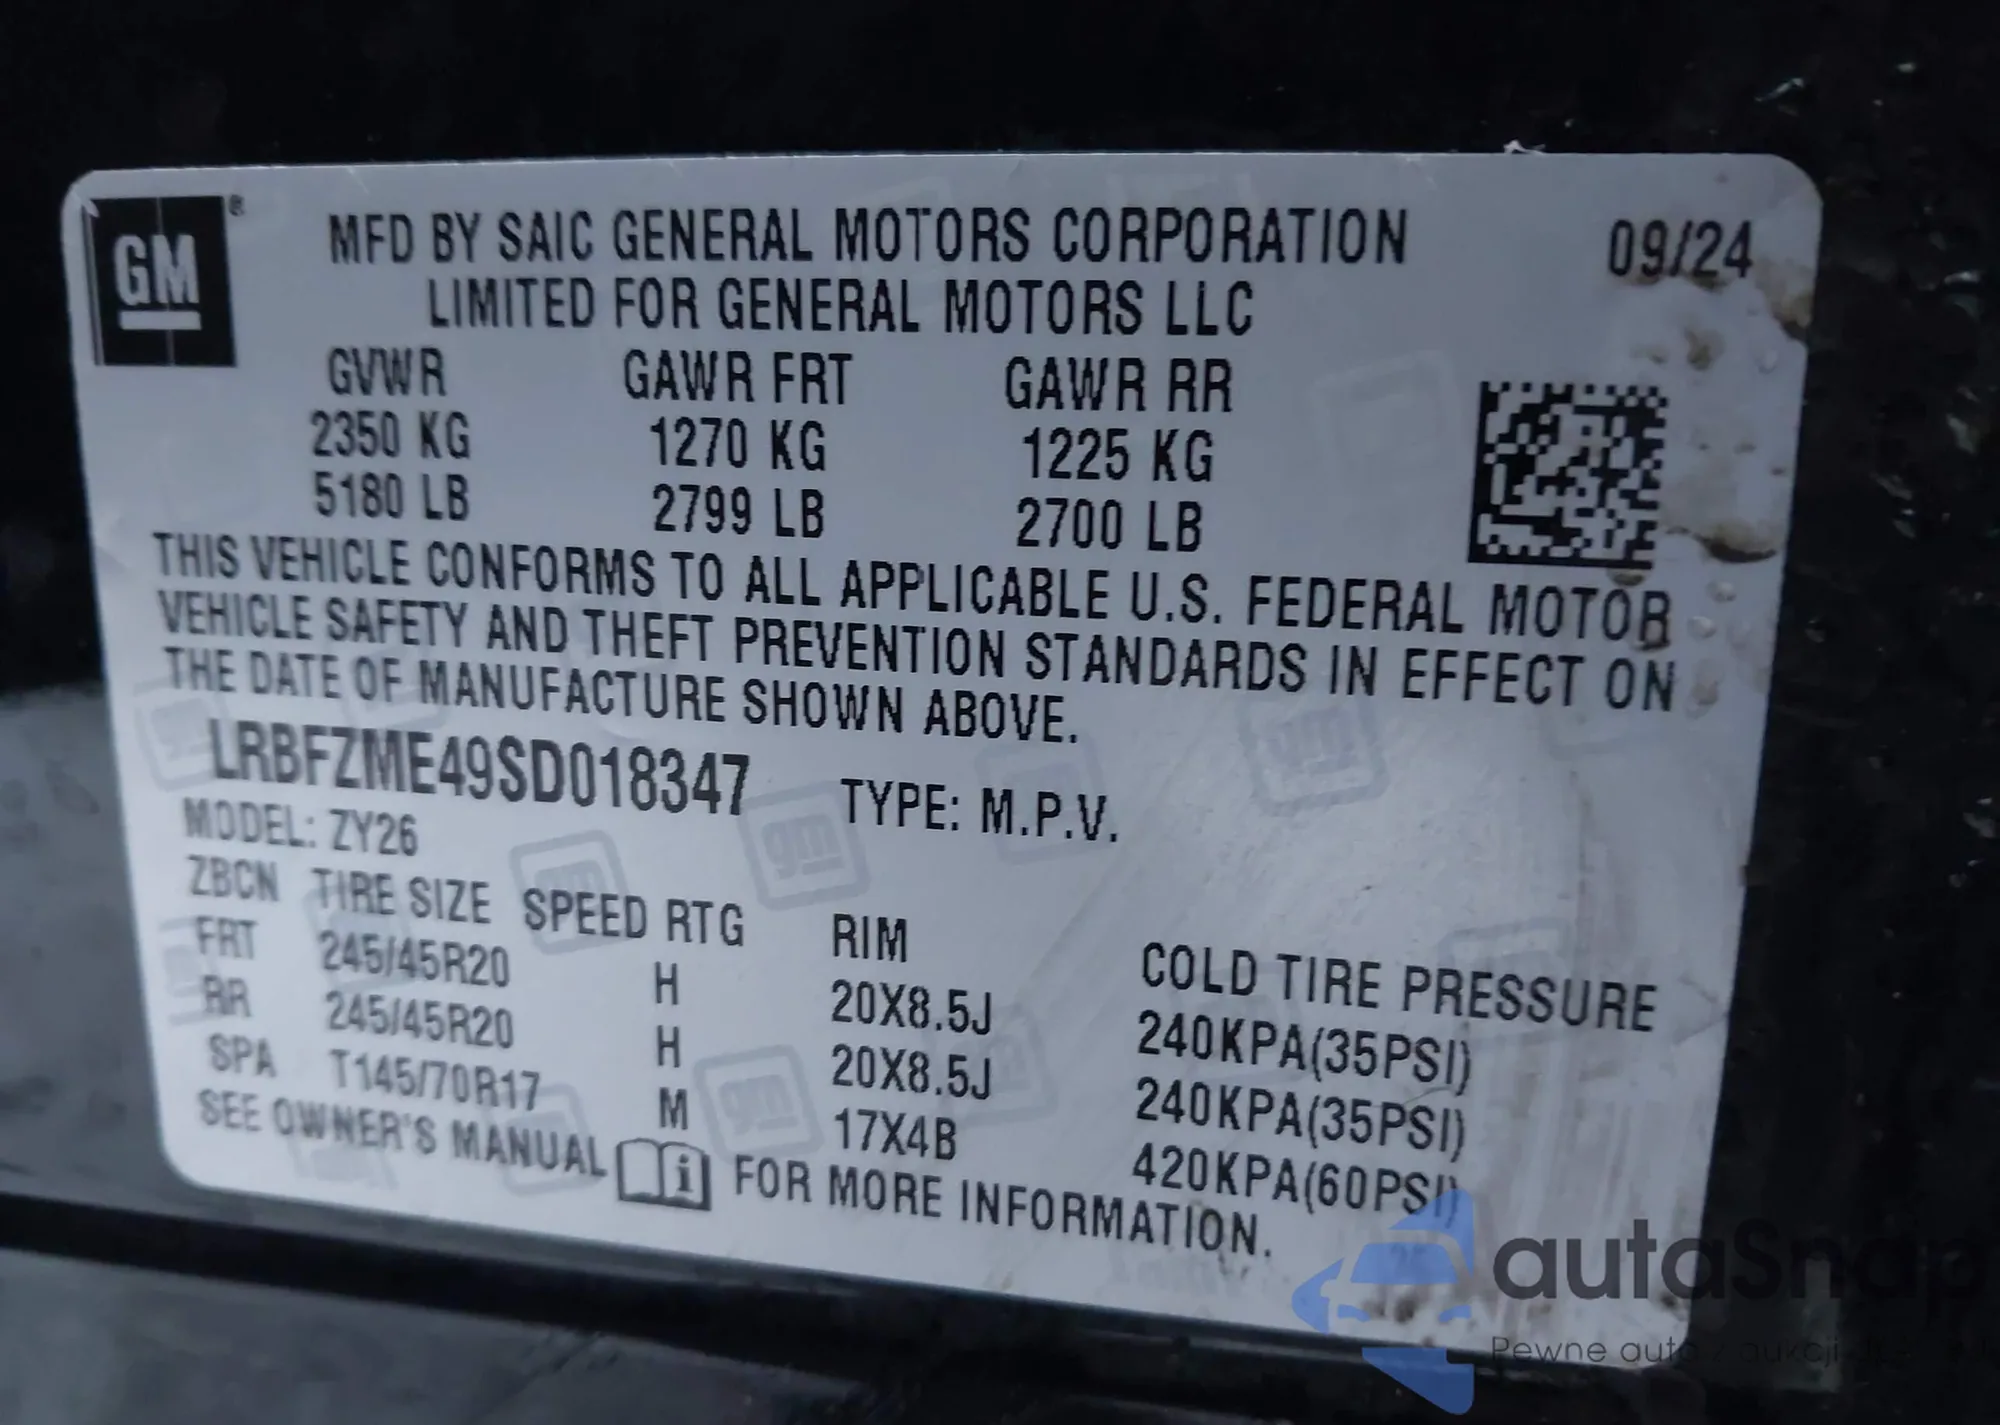 GM ®
MFD BY SAIC GENERAL MOTORS CORPORATION 09/24
LIMITED FOR GENERAL MOTORS LLC
GVWR GAWR FRT GAWR RR
2350 KG 1270 KG 1225 KG
5180 LB 2799 LB 2700 LB
THIS VEHICLE CONFORMS TO ALL APPLICABLE U.S. FEDERAL MOTOR
VEHICLE SAFETY AND THEFT PREVENTION STANDARDS IN EFFECT ON
THE DATE OF MANUFACTURE SHOWN ABOVE.
LRBFZME49SD018347 TYPE: M.P.V.
MODEL: ZY26
ZBCN TIRE SIZE SPEED RTG RIM COLD TIRE PRESSURE
FRT 245/45R20 H 20X8.5J 240KPA(35PSI)
RR 245/45R20 H 20X8.5J 240KPA(35PSI)
SPA T145/70R17 M 17X4B 420KPA(60PSI)
SEE OWNER'S MANUAL i FOR MORE INFORMATION.
autaSnap
Pewne auta z aukcji